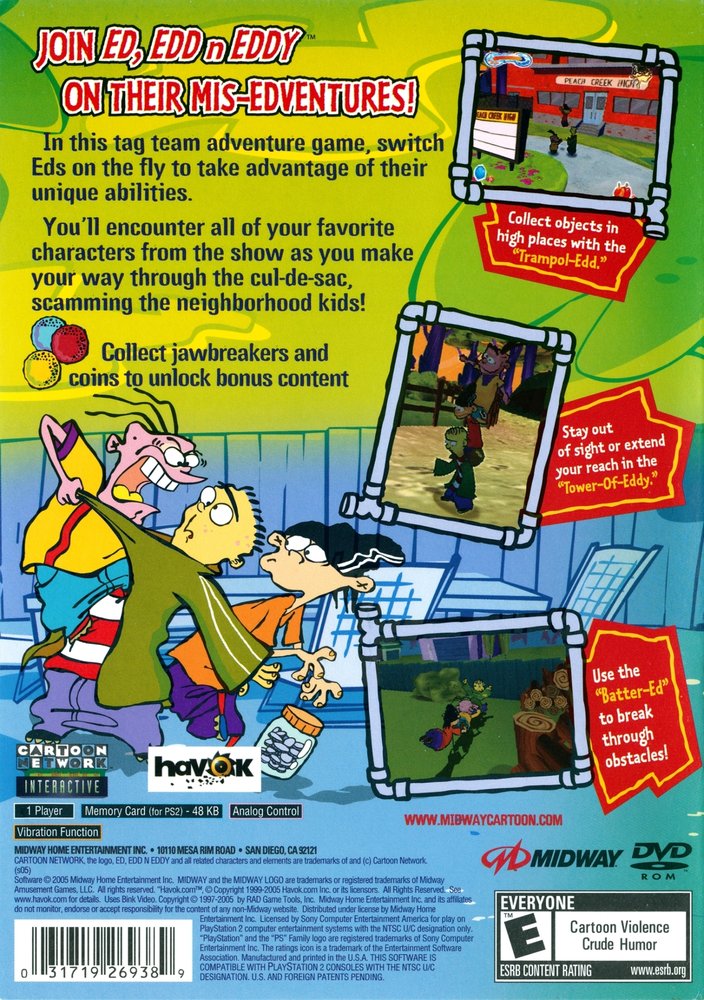 JOIN ED, EDD n EDDY™
ON THEIR MIS-EDVENTURES!
In this tag team adventure game, switch
Eds on the fly to take advantage of their
unique abilities.
You'll encounter all of your favorite
characters from the show as you make
your way through the cul-de-sac,
scamming the neighborhood kids!
Collect jawbreakers and
coins to unlock bonus content
PEACH CREEK HIGH
PEACH CREEK HIGH
Collect objects in
high places with the
"Trampol-Edd."
Stay out
of sight or extend
your reach in the
"Tower-Of-Eddy."
Use the
"Batter-Ed"
to break
through
obstacles!
CARTOON
NETWORK
INTERACTIVE
havok
1 Player
Memory Card (for PS2) - 48 KB
Analog Control
Vibration Function
WWW.MIDWAYCARTOON.COM
MIDWAY
DVD
ROM
MIDWAY HOME ENTERTAINMENT INC. • 10110 MESA RIM ROAD • SAN DIEGO, CA 92121
CARTOON NETWORK, the logo, ED, EDD N EDDY and all related characters and elements are trademarks of and (c) Cartoon Network.
(s05)
Software © 2005 Midway Home Entertainment Inc. MIDWAY and the MIDWAY LOGO are trademarks or registered trademarks of Midway
Amusement Games, LLC. All rights reserved. "Havok.com", © Copyright 1999-2005 Havok.com Inc. or its licensors. All Rights Reserved. See
www.havok.com for details. Uses Bink Video. Copyright © 1997-2005 by RAD Game Tools, Inc. Midway Home Entertainment Inc. and its affiliates
do not monitor, endorse or accept responsibility for the content of any non-Midway website. Distributed under license by Midway Home
Entertainment Inc. Licensed by Sony Computer Entertainment America for play on
PlayStation 2 computer entertainment systems with the NTSC U/C designation only.
"PlayStation" and the "PS" Family logo are registered trademarks of Sony Computer
Entertainment Inc. The ratings icon is a trademark of the Entertainment Software
Association. Manufactured and printed in the U.S.A. THIS SOFTWARE IS
COMPATIBLE WITH PLAYSTATION 2 CONSOLES WITH THE NTSC U/C
DESIGNATION. U.S. AND FOREIGN PATENTS PENDING.
0 31719 26938 9
EVERYONE
E
™
Cartoon Violence
Crude Humor
ESRB CONTENT RATING
www.esrb.org